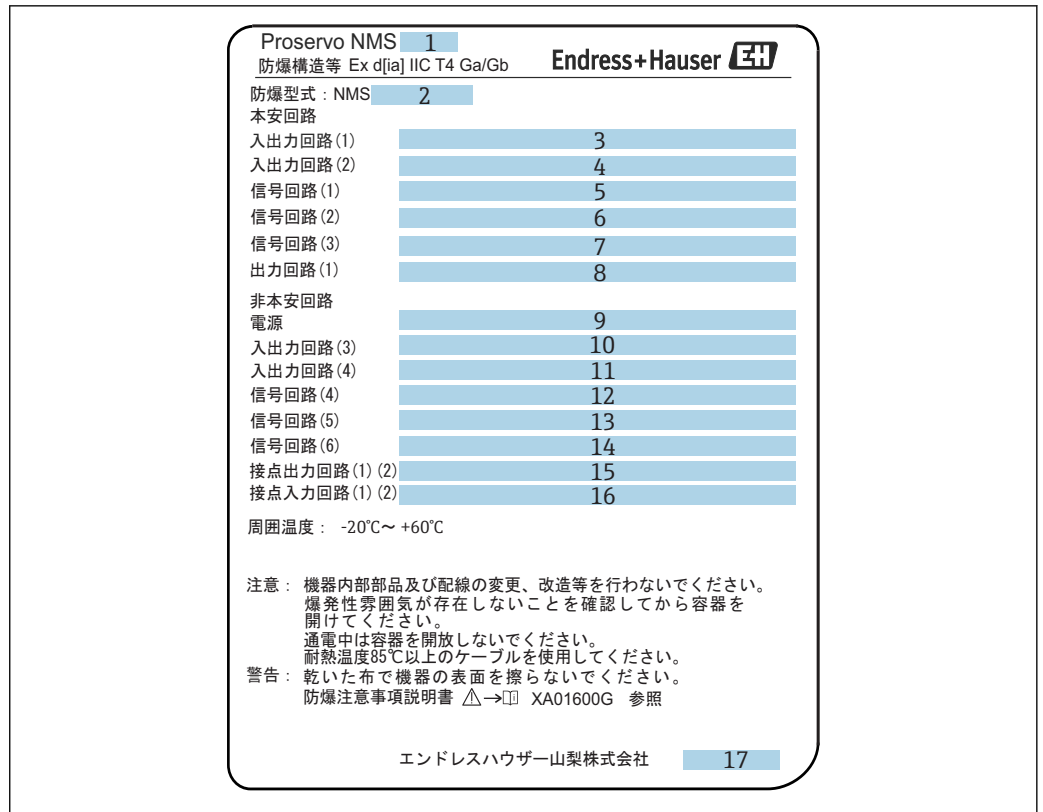 Proservo NMS 1
Endress+Hauser EH
防爆構造等 Ex d[ia] IIC T4 Ga/Gb
防爆型式：NMS 2
本安回路
入出力回路(1) 3
入出力回路(2) 4
信号回路(1) 5
信号回路(2) 6
信号回路(3) 7
出力回路(1) 8
非本安回路
電源 9
入出力回路(3) 10
入出力回路(4) 11
信号回路(4) 12
信号回路(5) 13
信号回路(6) 14
接点出力回路(1)(2) 15
接点入力回路(1)(2) 16
周囲温度： -20℃～+60℃
注意： 機器内部部品及び配線の変更、改造等を行わないでください。
爆発性雰囲気が存在しないことを確認してから容器を
開けてください。
通電中は容器を開放しないでください。
耐熱温度85℃以上のケーブルを使用してください。
警告： 乾いた布で機器の表面を擦らないでください。
防爆注意事項説明書 ⚠→📖 XA01600G 参照
エンドレスハウザー山梨株式会社 17